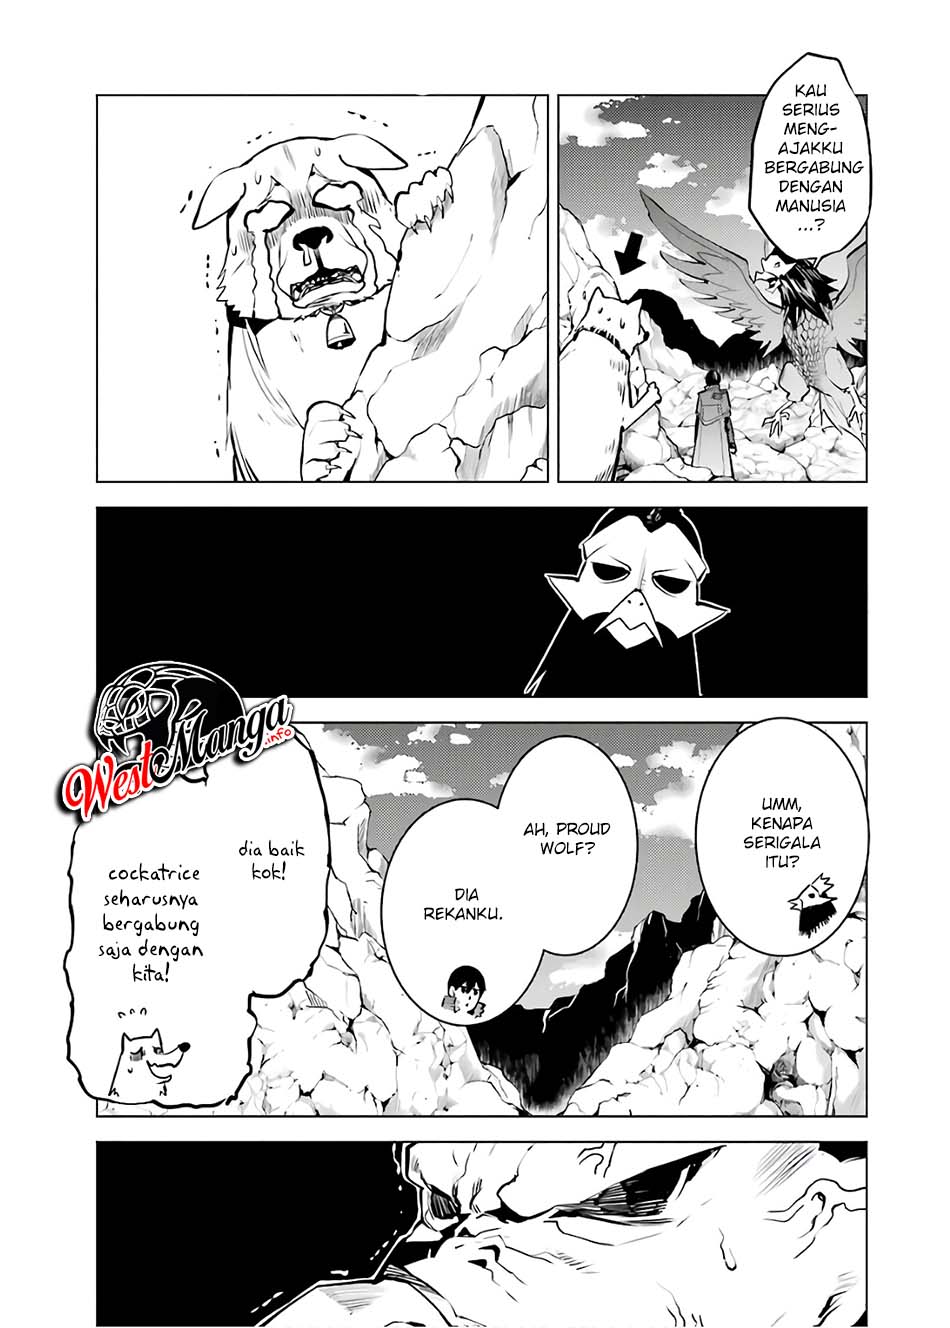 KAU
SERIUS
MENG-
AJAKKU
BERGABUNG
DENGAN
MANUSIA
...?
UMM,
KENAPA
SERIGALA
ITU?
AH, PROUD
WOLF?
DIA
REKANKU.
dia baik
kok!
cockatrice
seharusnya
bergabung
saja dengan
kita!
WestManga
.info